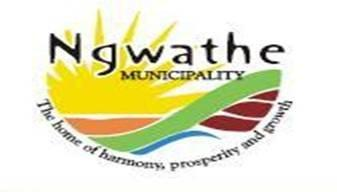 Ngwathe
MUNICIPALITY
The home of harmony, prosperity and growth